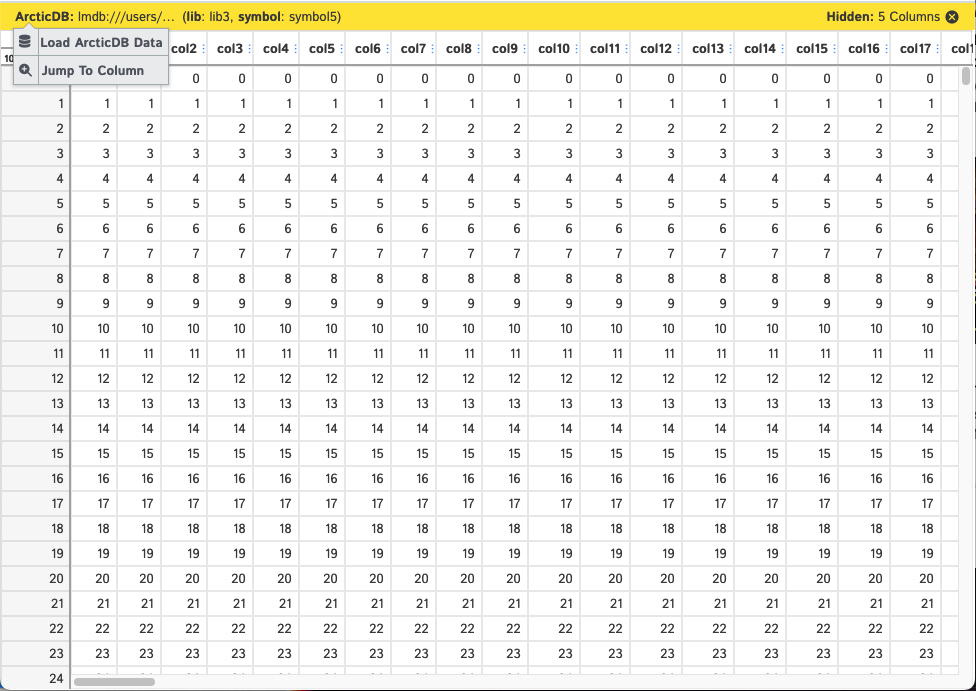 ArcticDB: lmdb:///users/... (lib: lib3, symbol: symbol5) Hidden: 5 Columns
Load ArcticDB Data
Jump To Column
10
col2 col3 col4 col5 col6 col7 col8 col9 col10 col11 col12 col13 col14 col15 col16 col17 col1
0 0 0 0 0 0 0 0 0 0 0 0 0 0 0 0
1 1 1 1 1 1 1 1 1 1 1 1 1 1 1 1 1 1 1
2 2 2 2 2 2 2 2 2 2 2 2 2 2 2 2 2 2 2
3 3 3 3 3 3 3 3 3 3 3 3 3 3 3 3 3 3 3
4 4 4 4 4 4 4 4 4 4 4 4 4 4 4 4 4 4 4
5 5 5 5 5 5 5 5 5 5 5 5 5 5 5 5 5 5 5
6 6 6 6 6 6 6 6 6 6 6 6 6 6 6 6 6 6 6
7 7 7 7 7 7 7 7 7 7 7 7 7 7 7 7 7 7 7
8 8 8 8 8 8 8 8 8 8 8 8 8 8 8 8 8 8 8
9 9 9 9 9 9 9 9 9 9 9 9 9 9 9 9 9 9 9
10 10 10 10 10 10 10 10 10 10 10 10 10 10 10 10 10 10 10
11 11 11 11 11 11 11 11 11 11 11 11 11 11 11 11 11 11 11
12 12 12 12 12 12 12 12 12 12 12 12 12 12 12 12 12 12 12
13 13 13 13 13 13 13 13 13 13 13 13 13 13 13 13 13 13 13
14 14 14 14 14 14 14 14 14 14 14 14 14 14 14 14 14 14 14
15 15 15 15 15 15 15 15 15 15 15 15 15 15 15 15 15 15 15
16 16 16 16 16 16 16 16 16 16 16 16 16 16 16 16 16 16 16
17 17 17 17 17 17 17 17 17 17 17 17 17 17 17 17 17 17 17
18 18 18 18 18 18 18 18 18 18 18 18 18 18 18 18 18 18 18
19 19 19 19 19 19 19 19 19 19 19 19 19 19 19 19 19 19 19
20 20 20 20 20 20 20 20 20 20 20 20 20 20 20 20 20 20 20
21 21 21 21 21 21 21 21 21 21 21 21 21 21 21 21 21 21 21
22 22 22 22 22 22 22 22 22 22 22 22 22 22 22 22 22 22 22
23 23 23 23 23 23 23 23 23 23 23 23 23 23 23 23 23 23 23
24